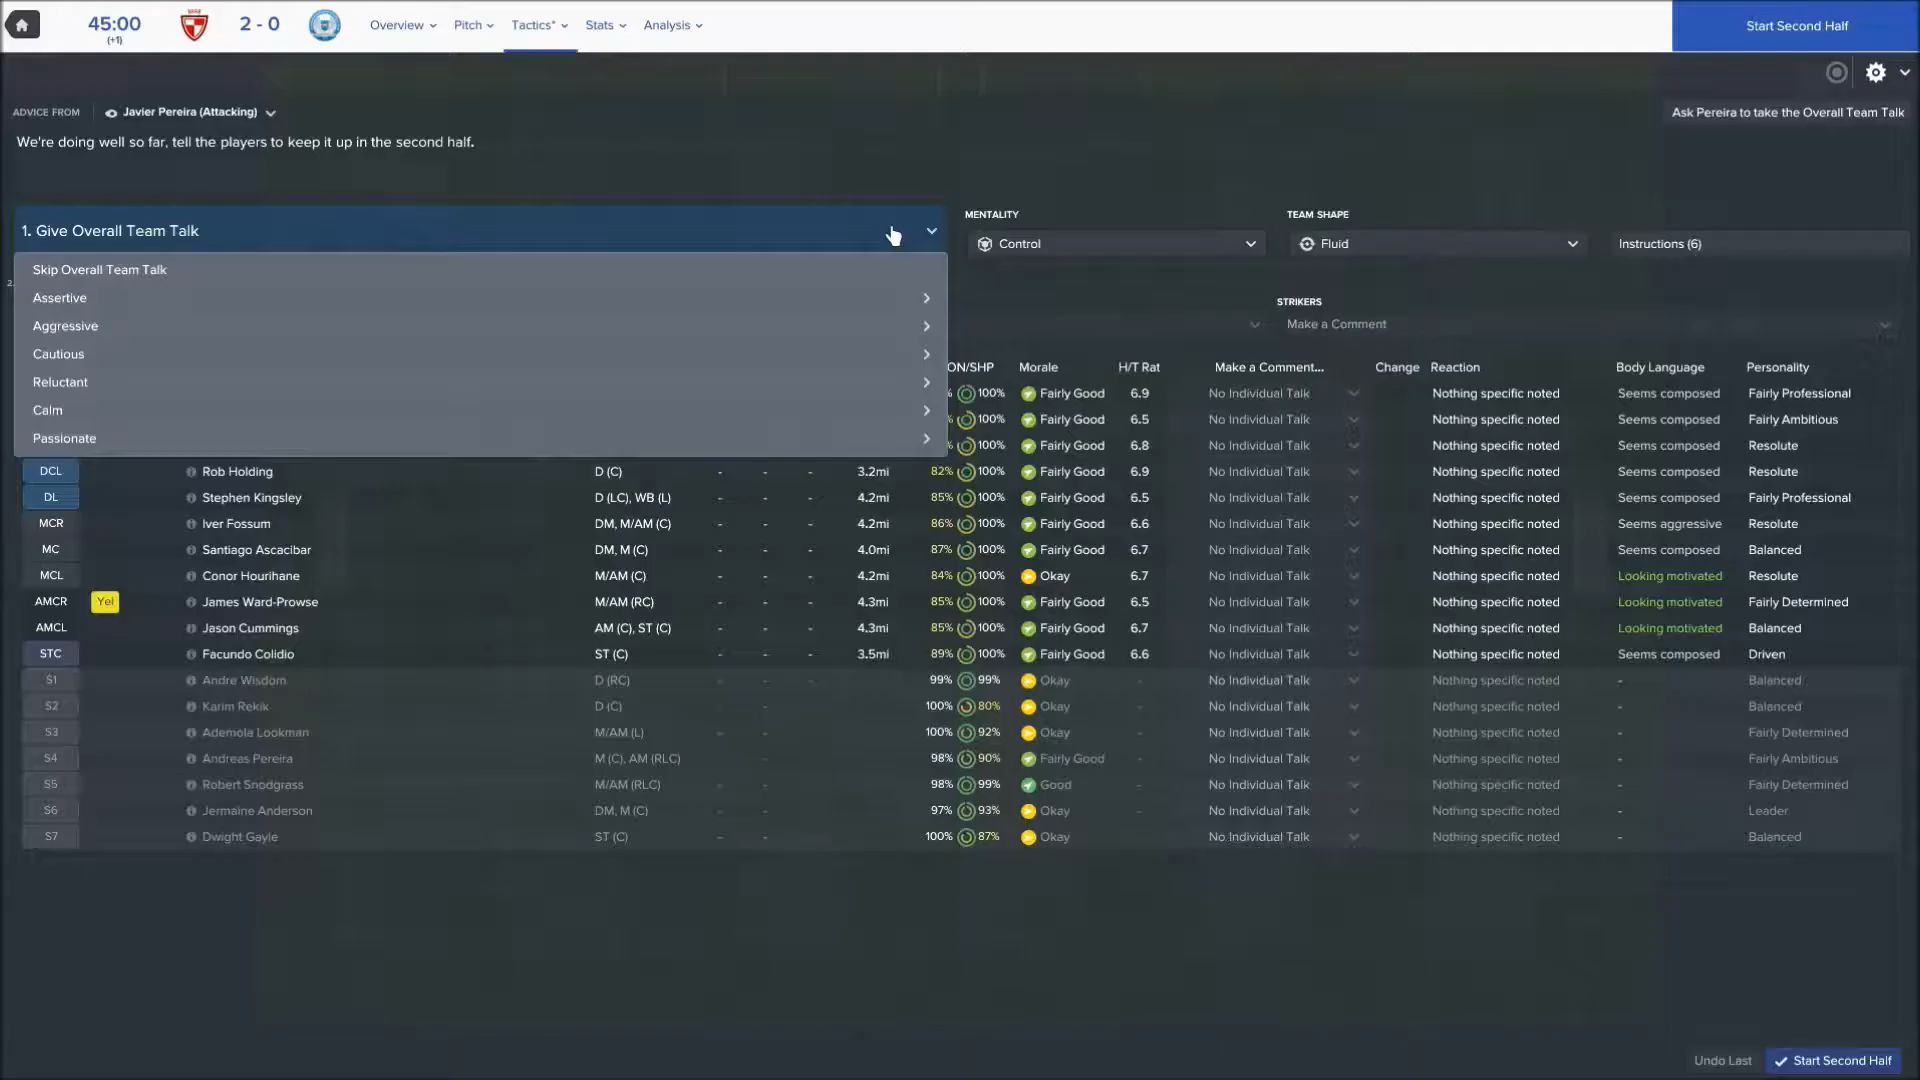 45:00
(+1)
2 - 0
Overview
Pitch
Tactics*
Stats
Analysis
Start Second Half
ADVICE FROM
Javier Pereira (Attacking)
Ask Pereira to take the Overall Team Talk
We're doing well so far, tell the players to keep it up in the second half.
1. Give Overall Team Talk
MENTALITY
Control
TEAM SHAPE
Fluid
Instructions (6)
Skip Overall Team Talk
Assertive
Aggressive
Cautious
Reluctant
Calm
Passionate
2.
STRIKERS
Make a Comment
ON/SHP Morale H/T Rat Make a Comment... Change Reaction Body Language Personality
% 100% Fairly Good 6.9 No Individual Talk Nothing specific noted Seems composed Fairly Professional
% 100% Fairly Good 6.5 No Individual Talk Nothing specific noted Seems composed Fairly Ambitious
% 100% Fairly Good 6.8 No Individual Talk Nothing specific noted Seems composed Resolute
DCL Rob Holding D (C) - - - 3.2mi 82% 100% Fairly Good 6.9 No Individual Talk Nothing specific noted Seems composed Resolute
DL Stephen Kingsley D (LC), WB (L) - - - 4.2mi 85% 100% Fairly Good 6.5 No Individual Talk Nothing specific noted Seems composed Fairly Professional
MCR Iver Fossum DM, M/AM (C) - - - 4.2mi 86% 100% Fairly Good 6.6 No Individual Talk Nothing specific noted Seems aggressive Resolute
MC Santiago Ascacibar DM, M (C) - - - 4.0mi 87% 100% Fairly Good 6.7 No Individual Talk Nothing specific noted Seems composed Balanced
MCL Conor Hourihane M/AM (C) - - - 4.2mi 84% 100% Okay 6.7 No Individual Talk Nothing specific noted Looking motivated Resolute
AMCR Yel James Ward-Prowse M/AM (RC) - - - 4.3mi 85% 100% Fairly Good 6.5 No Individual Talk Nothing specific noted Looking motivated Fairly Determined
AMCL Jason Cummings AM (C), ST (C) - - - 4.3mi 85% 100% Fairly Good 6.7 No Individual Talk Nothing specific noted Looking motivated Balanced
STC Facundo Colidio ST (C) - - - 3.5mi 89% 100% Fairly Good 6.6 No Individual Talk Nothing specific noted Seems composed Driven
S1 Andre Wisdom D (RC) - - - 99% 99% Okay - No Individual Talk Nothing specific noted - Balanced
S2 Karim Rekik D (C) - 100% 80% Okay - No Individual Talk Nothing specific noted - Balanced
S3 Ademola Lookman M/AM (L) - - 100% 92% Okay - No Individual Talk Nothing specific noted - Fairly Determined
S4 Andreas Pereira M (C), AM (RLC) - 98% 90% Fairly Good - No Individual Talk Nothing specific noted - Fairly Ambitious
S5 Robert Snodgrass M/AM (RLC) - - 98% 99% Good - No Individual Talk Nothing specific noted - Fairly Determined
S6 Jermaine Anderson DM, M (C) - - - 97% 93% Okay - No Individual Talk Nothing specific noted - Leader
S7 Dwight Gayle ST (C) - - - 100% 87% Okay - No Individual Talk Nothing specific noted - Balanced
Undo Last
Start Second Half